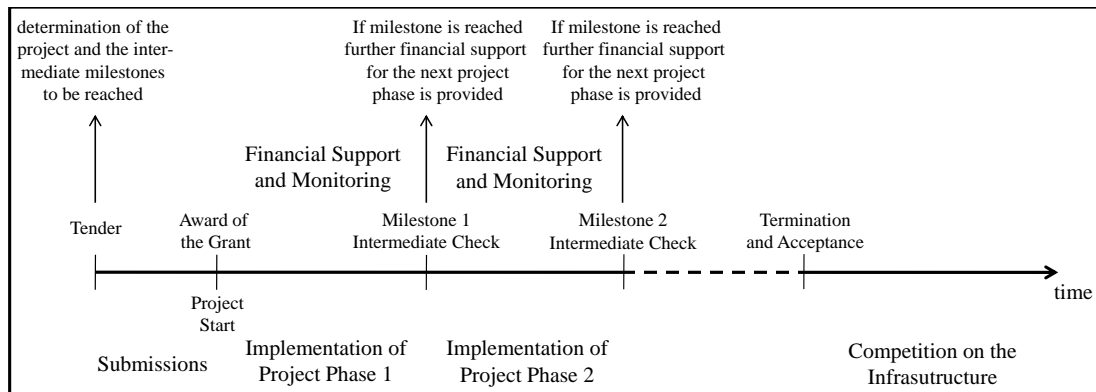 determination of the
project and the inter-
mediate milestones
to be reached
If milestone is reached
further financial support
for the next project
phase is provided
If milestone is reached
further financial support
for the next project
phase is provided
Financial Support
and Monitoring
Financial Support
and Monitoring
Tender
Award of
the Grant
Milestone 1
Intermediate Check
Milestone 2
Intermediate Check
Termination
and Acceptance
time
Project
Start
Submissions
Implementation of
Project Phase 1
Implementation of
Project Phase 2
Competition on the
Infrasutructure